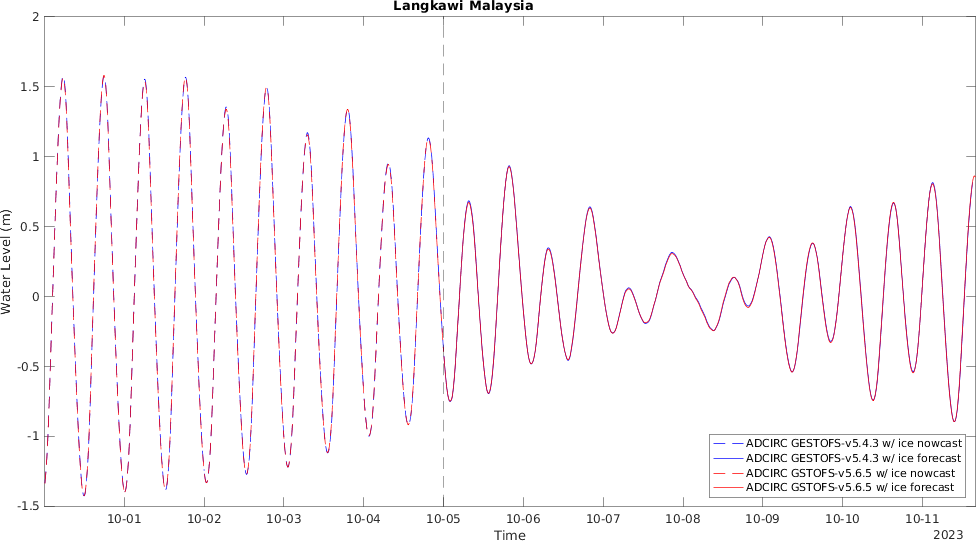 Langkawi Malaysia
2
1.5
1
0.5
0
-0.5
-1
-1.5
Water Level (m)
10-01 10-02 10-03 10-04 10-05 10-06 10-07 10-08 10-09 10-10 10-11
Time
2023
ADCIRC GESTOFS-v5.4.3 w/ ice nowcast
ADCIRC GESTOFS-v5.4.3 w/ ice forecast
ADCIRC GSTOFS-v5.6.5 w/ ice nowcast
ADCIRC GSTOFS-v5.6.5 w/ ice forecast